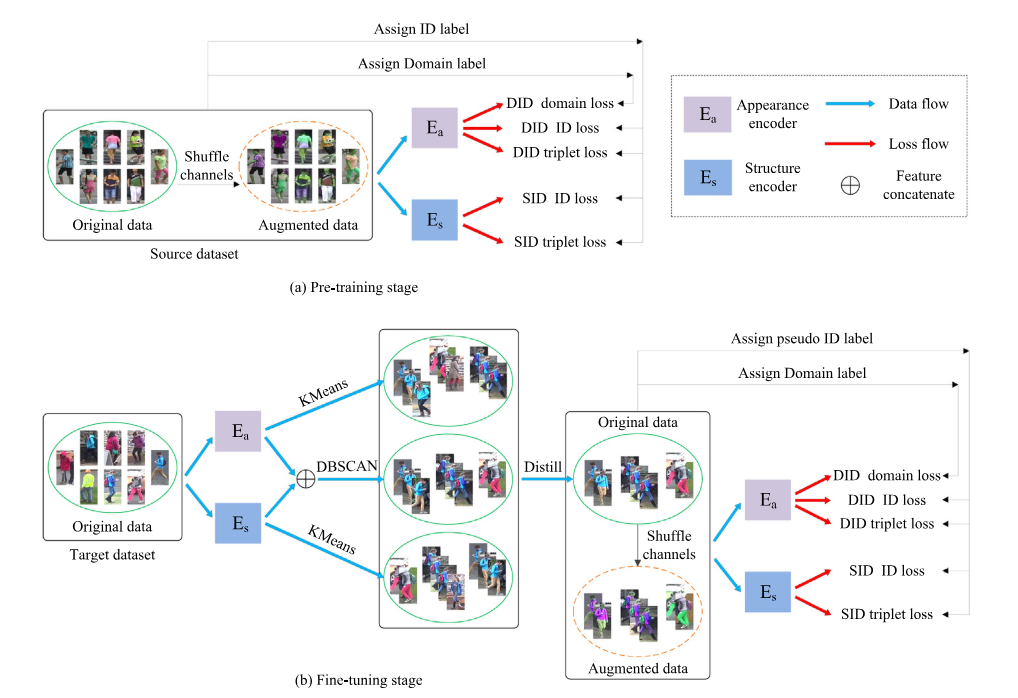 Assign ID label
Assign Domain label
Shuffle
channels
Original data
Augmented data
Source dataset
Ea
Es
DID domain loss
DID ID loss
DID triplet loss
SID ID loss
SID triplet loss
Ea
Appearance
encoder
Data flow
Loss flow
Es
Structure
encoder
Feature
concatenate
(a) Pre-training stage
Original data
Target dataset
Ea
Es
KMeans
DBSCAN
KMeans
Distill
Assign pseudo ID label
Assign Domain label
Original data
Shuffle
channels
Augmented data
Ea
Es
DID domain loss
DID ID loss
DID triplet loss
SID ID loss
SID triplet loss
(b) Fine-tuning stage